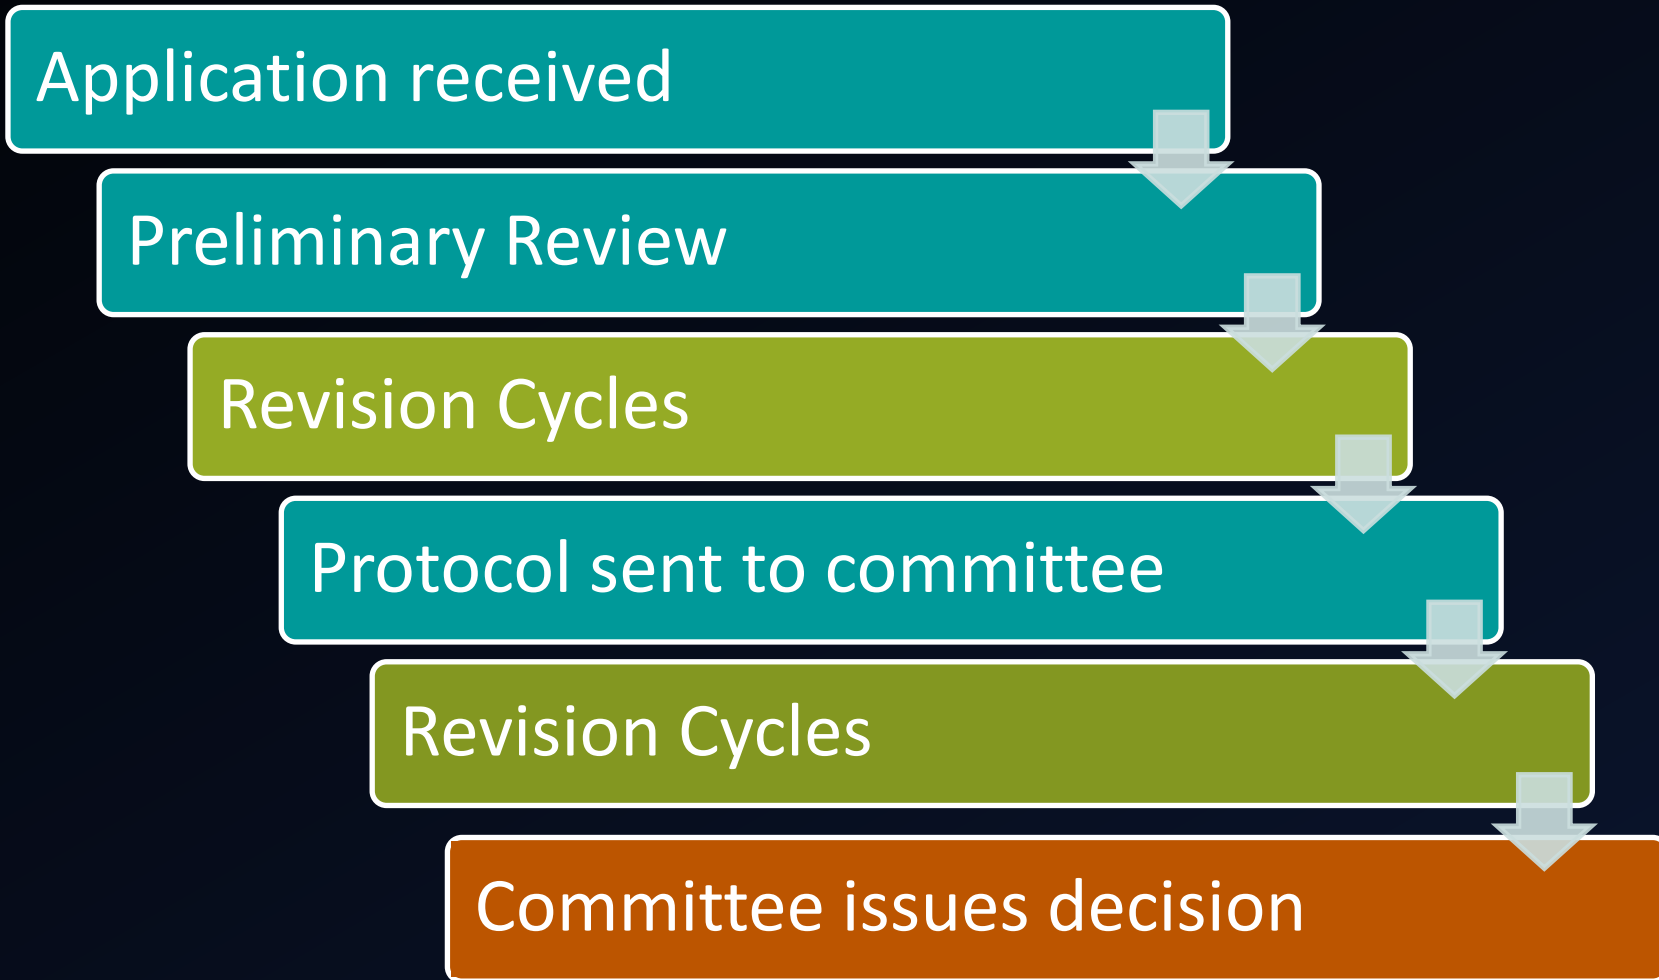 Application received
Preliminary Review
Revision Cycles
Protocol sent to committee
Revision Cycles
Committee issues decision